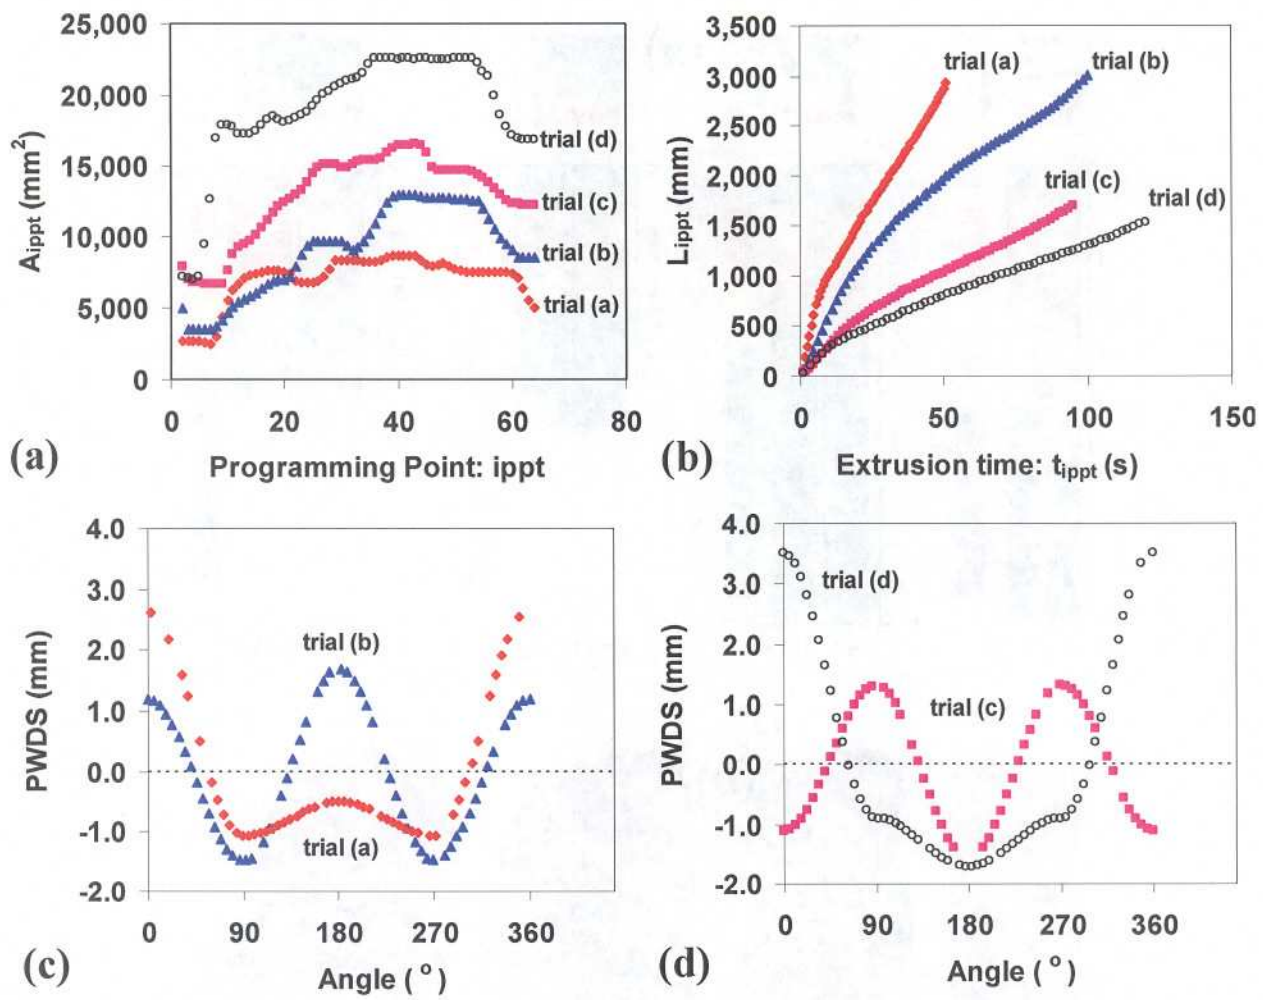 25,000
20,000
15,000
10,000
5,000
0
A_ippt (mm²)
trial (d)
trial (c)
trial (b)
trial (a)
0 20 40 60 80
Programming Point: ippt
(a)
3,500
3,000
2,500
2,000
1,500
1,000
500
0
L_ippt (mm)
trial (a)
trial (b)
trial (c)
trial (d)
0 50 100 150
Extrusion time: t_ippt (s)
(b)
4.0
3.0
2.0
1.0
0.0
-1.0
-2.0
PWDS (mm)
trial (b)
trial (a)
0 90 180 270 360
Angle ( ° )
(c)
4.0
3.0
2.0
1.0
0.0
-1.0
-2.0
PWDS (mm)
trial (d)
trial (c)
0 90 180 270 360
Angle ( ° )
(d)